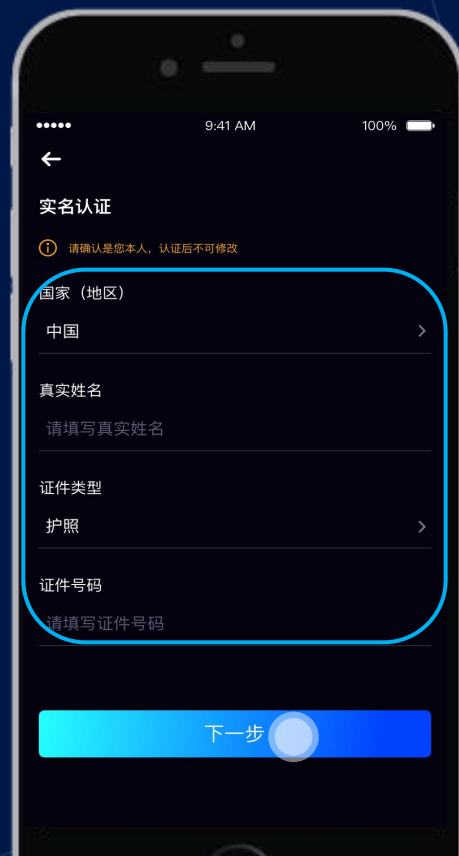 9:41 AM 100%
实名认证
请确认是您本人，认证后不可修改
国家（地区）
中国
真实姓名
请填写真实姓名
证件类型
护照
证件号码
请填写证件号码
下一步